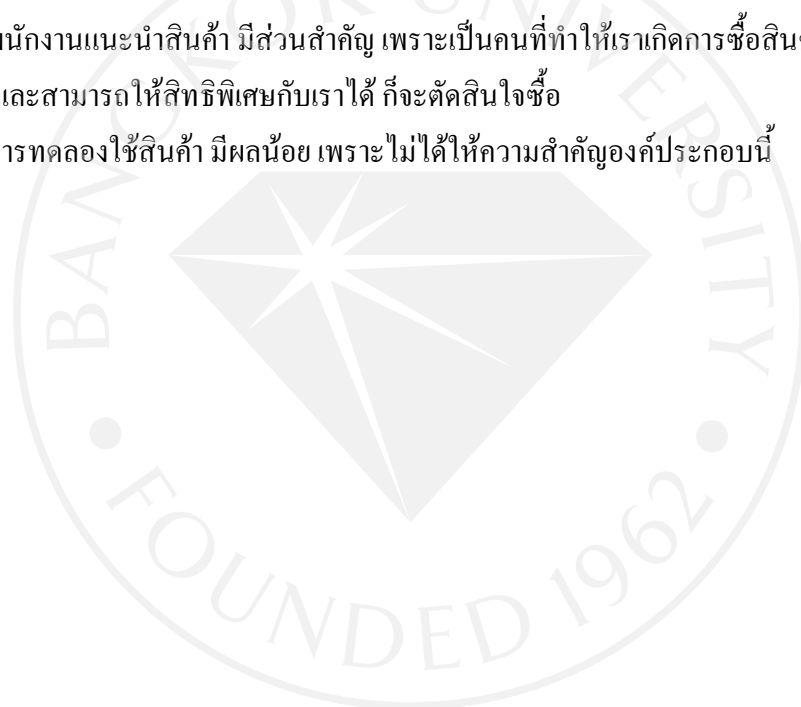 นักงานแนะนำสินค้า มีส่วนสำคัญ เพราะเป็นคนที่ทำให้เราเกิดการซื้อสิน
และสามารถให้สิทธิพิเศษกับเราได้ ก็จะตัดสินใจซื้อ
ารทดลองใช้สินค้า มีผลน้อย เพราะไม่ได้ให้ความสำคัญองค์ประกอบนี้
BANGKOK UNIVERSITY
FOUNDED 1962